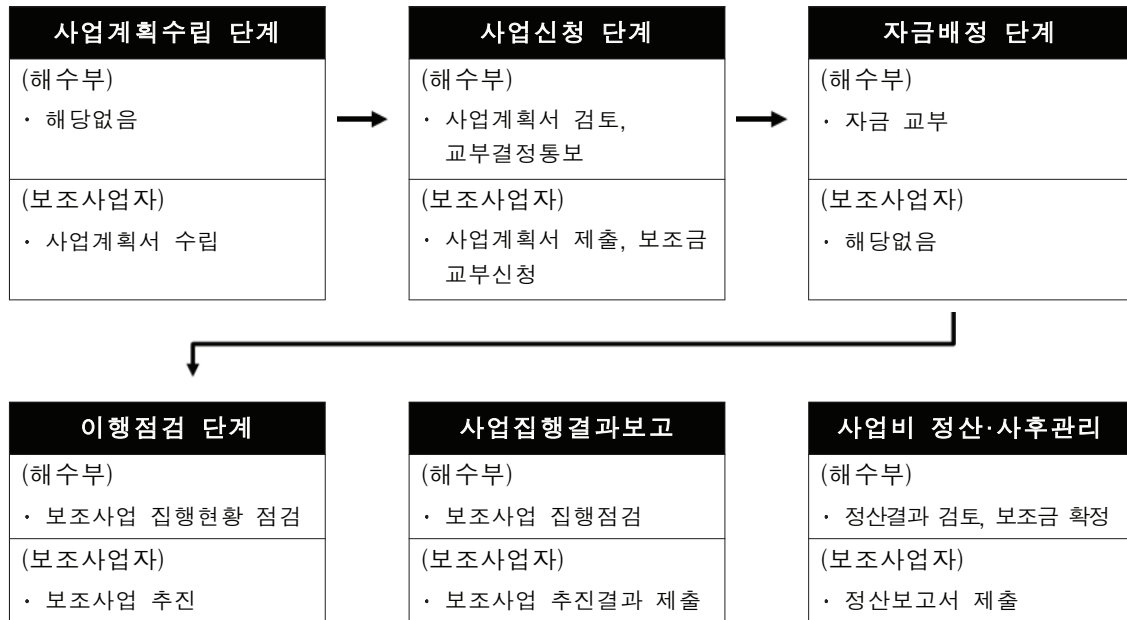 사업계획수립 단계
(해수부)
· 해당없음
(보조사업자)
· 사업계획서 수립
사업신청 단계
(해수부)
· 사업계획서 검토,
교부결정통보
(보조사업자)
· 사업계획서 제출, 보조금
교부신청
자금배정 단계
(해수부)
· 자금 교부
(보조사업자)
· 해당없음
이행점검 단계
(해수부)
· 보조사업 집행현황 점검
(보조사업자)
· 보조사업 추진
사업집행결과보고
(해수부)
· 보조사업 집행점검
(보조사업자)
· 보조사업 추진결과 제출
사업비 정산·사후관리
(해수부)
· 정산결과 검토, 보조금 확정
(보조사업자)
· 정산보고서 제출